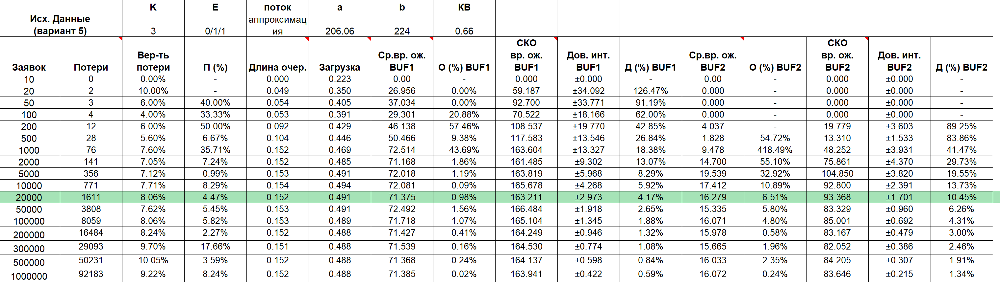 K E поток a b КВ
Исх. Данные
(вариант 5)
3 0/1/1 аппроксимац
ия 206.06 224 0.66
Заявок Потери Вер-ть
потери П (%) Длина очер. Загрузка Ср.вр. ож.
BUF1 О (%) BUF1 СКО
вр. ож.
BUF1 Дов. инт.
BUF1 Д (%) BUF1 Ср.вр. ож.
BUF2 О (%) BUF2 СКО
вр. ож.
BUF2 Дов. инт.
BUF2 Д (%) BUF2
10 0 0.00% - 0.000 0.223 0.00 - 0.000 ±0.000 - 0.00 - 0.000 ±0.000 -
20 2 10.00% - 0.049 0.350 26.956 0.00% 59.187 ±34.092 126.47% 0.000 - 0.000 ±0.000 -
50 3 6.00% 40.00% 0.054 0.405 37.034 0.00% 92.700 ±33.771 91.19% 0.000 - 0.000 ±0.000 -
100 4 4.00% 33.33% 0.053 0.391 29.301 20.88% 70.522 ±18.166 62.00% 0.000 - 0.000 ±0.000 -
200 12 6.00% 50.00% 0.092 0.429 46.138 57.46% 108.537 ±19.770 42.85% 4.037 - 19.779 ±3.603 89.25%
500 28 5.60% 6.67% 0.104 0.446 50.466 9.38% 117.583 ±13.546 26.84% 1.828 54.72% 13.310 ±1.533 83.86%
1000 76 7.60% 35.71% 0.152 0.469 72.514 43.69% 163.604 ±13.327 18.38% 9.478 418.49% 48.252 ±3.931 41.47%
2000 141 7.05% 7.24% 0.152 0.485 71.168 1.86% 161.485 ±9.302 13.07% 14.700 55.10% 75.861 ±4.370 29.73%
5000 356 7.12% 0.99% 0.153 0.491 72.018 1.19% 163.819 ±5.968 8.29% 19.539 32.92% 104.850 ±3.820 19.55%
10000 771 7.71% 8.29% 0.154 0.494 72.081 0.09% 165.678 ±4.268 5.92% 17.412 10.89% 92.800 ±2.391 13.73%
20000 1611 8.06% 4.47% 0.152 0.491 71.375 0.98% 163.211 ±2.973 4.17% 16.279 6.51% 93.368 ±1.701 10.45%
50000 3808 7.62% 5.45% 0.153 0.491 72.492 1.56% 166.484 ±1.918 2.65% 15.335 5.80% 83.329 ±0.960 6.26%
100000 8059 8.06% 5.82% 0.153 0.489 71.718 1.07% 165.104 ±1.345 1.88% 16.071 4.80% 85.001 ±0.692 4.31%
200000 16484 8.24% 2.27% 0.152 0.488 71.427 0.41% 164.249 ±0.946 1.32% 15.978 0.58% 83.167 ±0.479 3.00%
300000 29093 9.70% 17.66% 0.151 0.488 71.539 0.16% 164.530 ±0.774 1.08% 15.665 1.96% 82.052 ±0.386 2.46%
500000 50231 10.05% 3.59% 0.152 0.488 71.368 0.24% 164.137 ±0.598 0.84% 16.033 2.35% 84.205 ±0.307 1.91%
1000000 92183 9.22% 8.24% 0.152 0.488 71.385 0.02% 163.941 ±0.422 0.59% 16.072 0.24% 83.646 ±0.215 1.34%